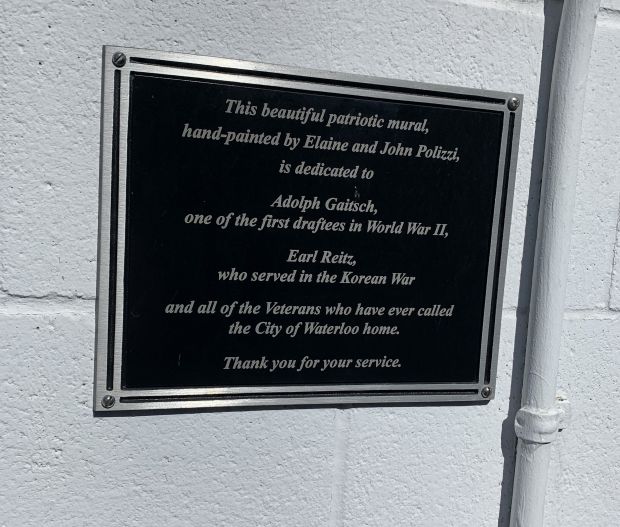 This beautiful patriotic mural,
hand-painted by Elaine and John Polizzi,
is dedicated to
Adolph Gaitsch,
one of the first draftees in World War II,
Earl Reitz,
who served in the Korean War
and all of the Veterans who have ever called
the City of Waterloo home.
Thank you for your service.